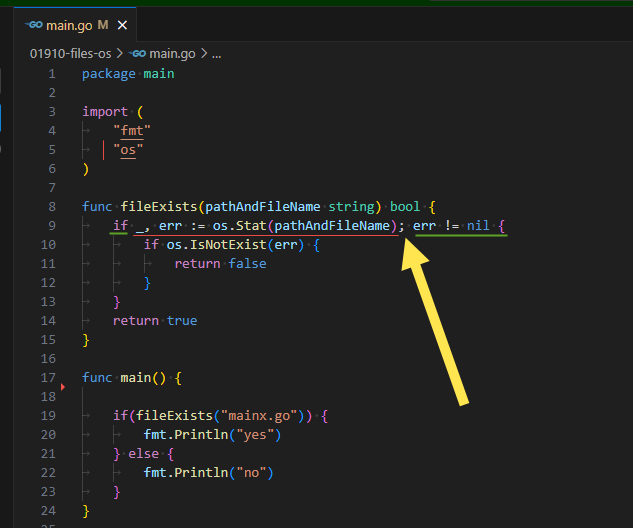 main.go M ×
01910-files-os > main.go > ...
1 package main
2
3 import (
4 "fmt"
5 "os"
6 )
7
8 func fileExists(pathAndFileName string) bool {
9 if _, err := os.Stat(pathAndFileName); err != nil {
10 if os.IsNotExist(err) {
11 return false
12 }
13 }
14 return true
15 }
16
17 func main() {
18
19 if(fileExists("mainx.go")) {
20 fmt.Println("yes")
21 } else {
22 fmt.Println("no")
23 }
24 }
25